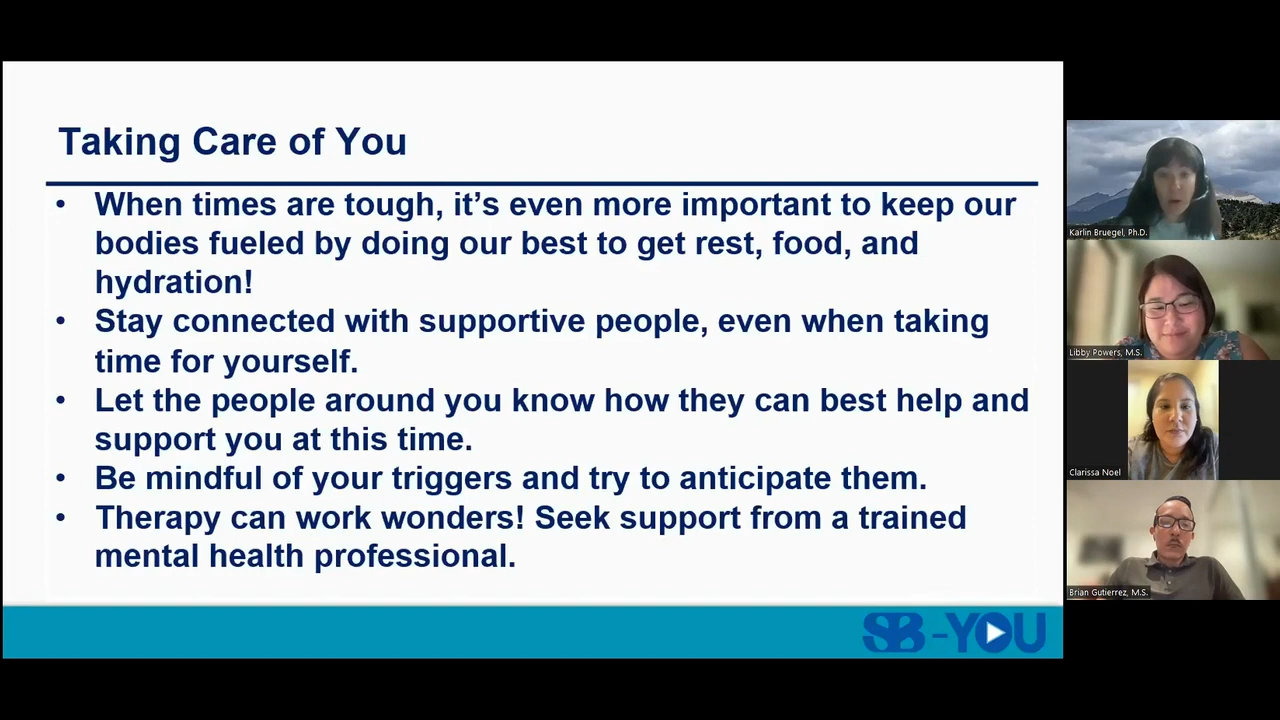 Taking Care of You
• When times are tough, it's even more important to keep our
bodies fueled by doing our best to get rest, food, and
hydration!
• Stay connected with supportive people, even when taking
time for yourself.
• Let the people around you know how they can best help and
support you at this time.
• Be mindful of your triggers and try to anticipate them.
• Therapy can work wonders! Seek support from a trained
mental health professional.
SB-YOU
Karlin Bruegel, Ph.D.
Libby Powers, M.S.
Clarissa Noel
Brian Gutierrez, M.S.